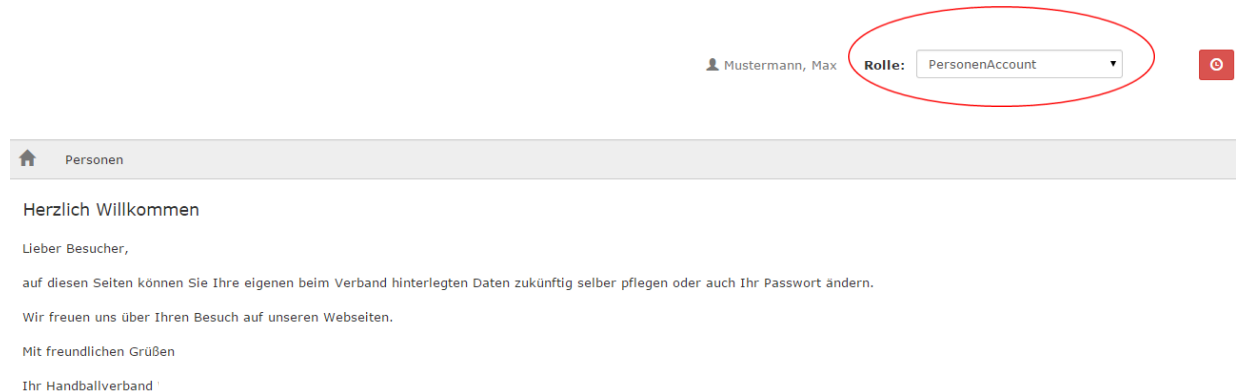 Mustermann, Max Rolle: PersonenAccount
Personen
Herzlich Willkommen
Lieber Besucher,
auf diesen Seiten können Sie Ihre eigenen beim Verband hinterlegten Daten zukünftig selber pflegen oder auch Ihr Passwort ändern.
Wir freuen uns über Ihren Besuch auf unseren Webseiten.
Mit freundlichen Grüßen
Ihr Handballverband